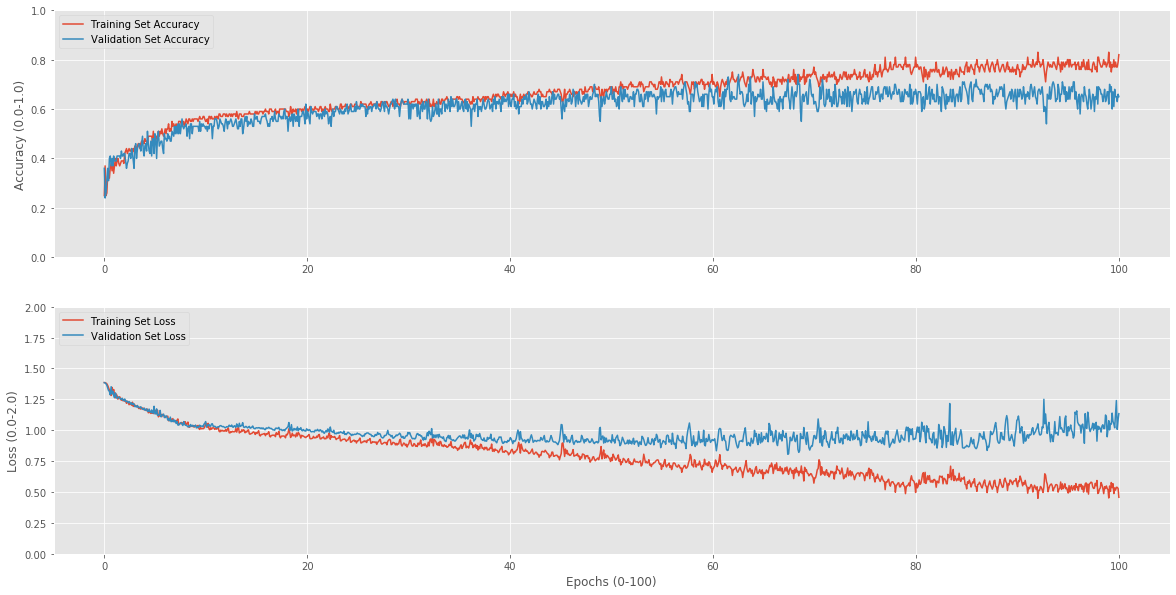 1.0
Training Set Accuracy
Validation Set Accuracy
0.8
0.6
0.4
0.2
0.0
Accuracy (0.0-1.0)
0 20 40 60 80 100
2.00
Training Set Loss
Validation Set Loss
1.75
1.50
1.25
1.00
0.75
0.50
0.25
0.00
Loss (0.0-2.0)
0 20 40 60 80 100
Epochs (0-100)